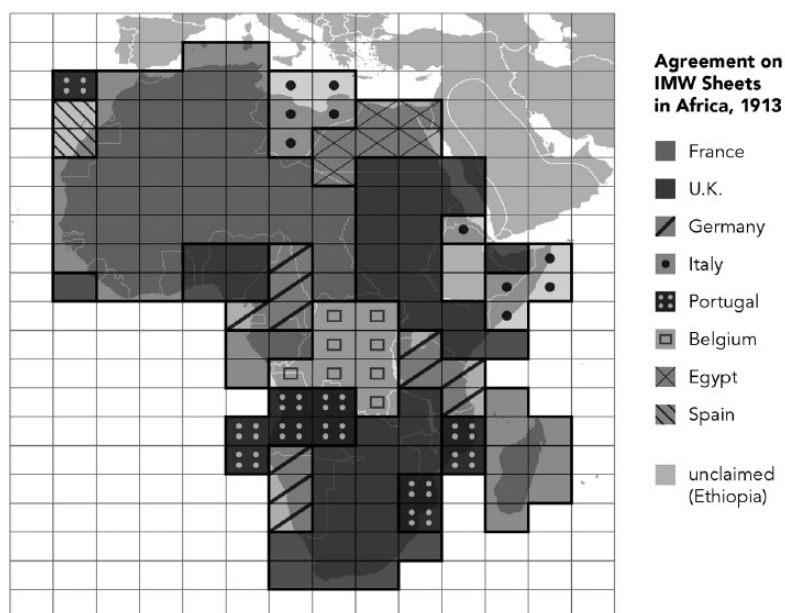 Agreement on
IMW Sheets
in Africa, 1913
France
U.K.
Germany
Italy
Portugal
Belgium
Egypt
Spain
unclaimed
(Ethiopia)